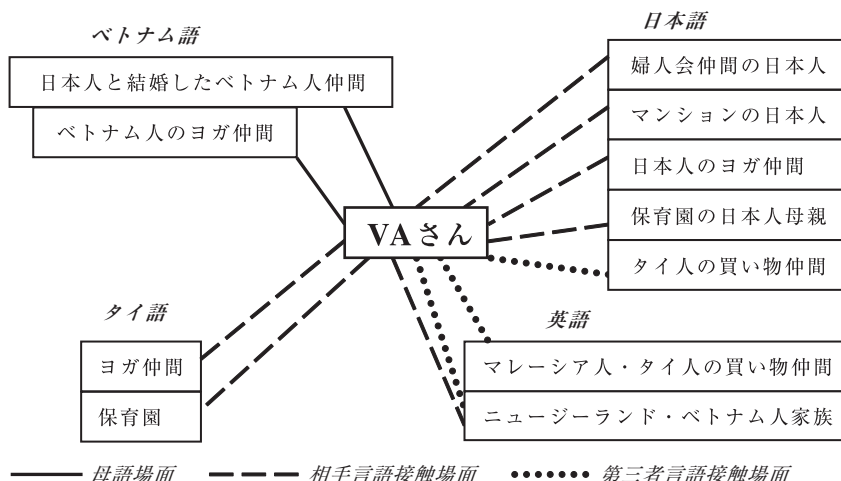 ベトナム語
日本人と結婚したベトナム人仲間
ベトナム人のヨガ仲間
日本語
婦人会仲間の日本人
マンションの日本人
日本人のヨガ仲間
保育園の日本人母親
タイ人の買い物仲間
VAさん
タイ語
ヨガ仲間
保育園
英語
マレーシア人・タイ人の買い物仲間
ニュージーランド・ベトナム人家族
母語場面 相手言語接触場面 第三者言語接触場面